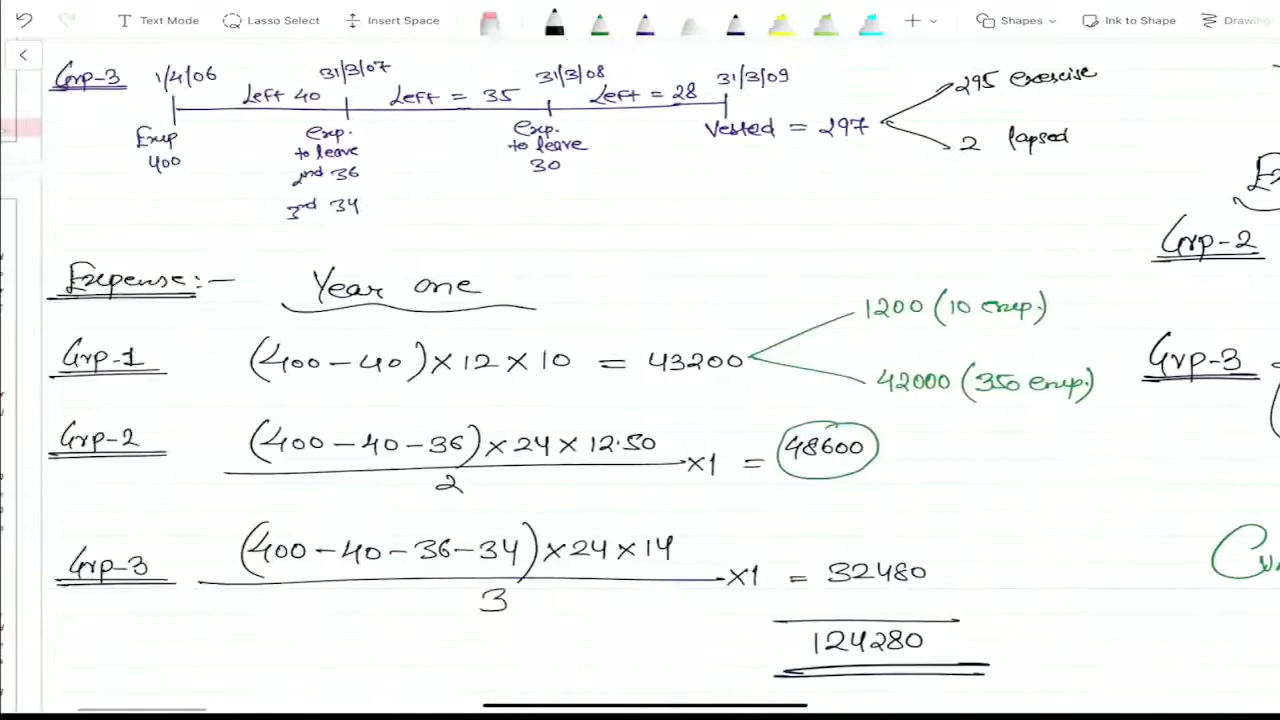 Text Mode Lasso Select Insert Space Shapes Ink to Shape Drawing
Grp-3 1/4/06 31/3/07 31/3/08 31/3/09
Left 40 Left = 35 Left = 28
Emp 400
exp. to leave
2nd 36
3rd 34
exp. to leave
30
Vested = 297
295 exercise
2 lapsed
Grp-2
Expense:- Year one
Grp-1 (400-40)×12×10 = 43200
1200 (10 emp.)
42000 (350 emp.)
Grp-3
Grp-2 (400-40-36)×24×12.50
2
×1 = 48600
Grp-3 (400-40-36-34)×24×14
3
×1 = 32480
124280